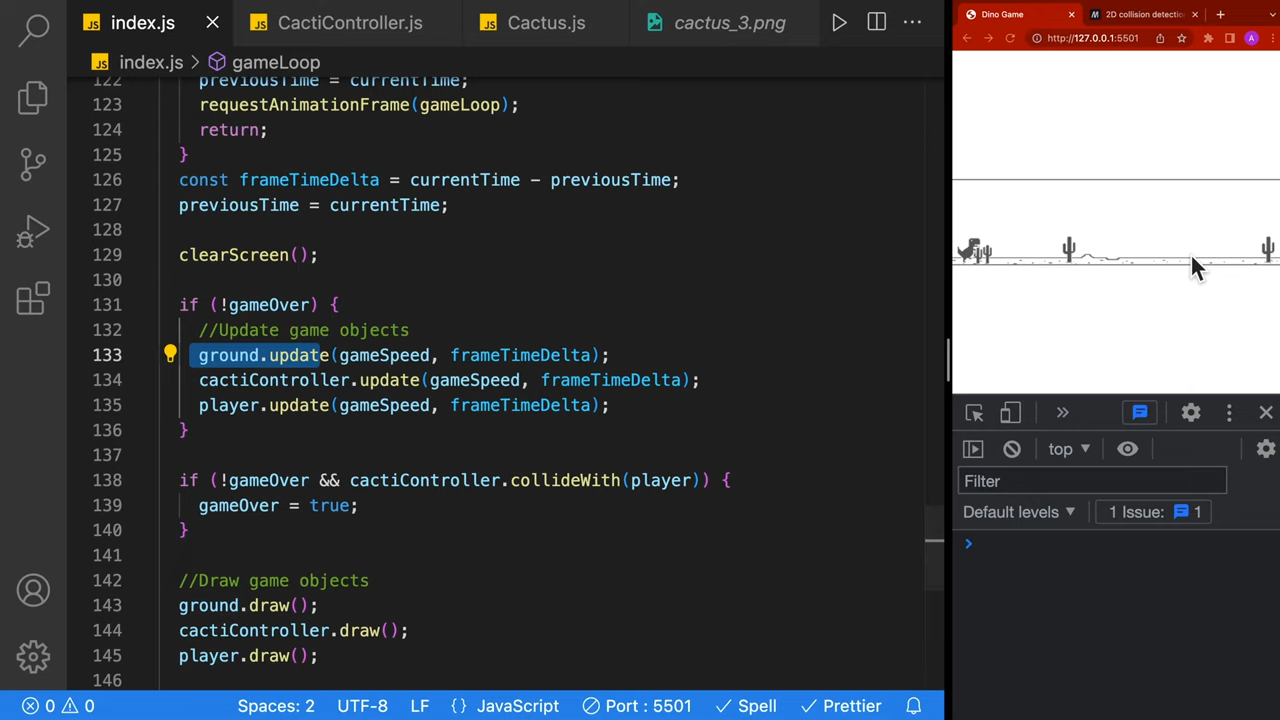 JS index.js
JS CactiController.js
JS Cactus.js
cactus_3.png
JS index.js > gameLoop
122 previousTime = currentTime;
123 requestAnimationFrame(gameLoop);
124 return;
125 }
126 const frameTimeDelta = currentTime - previousTime;
127 previousTime = currentTime;
128
129 clearScreen();
130
131 if (!gameOver) {
132 //Update game objects
133 ground.update(gameSpeed, frameTimeDelta);
134 cactiController.update(gameSpeed, frameTimeDelta);
135 player.update(gameSpeed, frameTimeDelta);
136 }
137
138 if (!gameOver && cactiController.collideWith(player)) {
139 gameOver = true;
140 }
141
142 //Draw game objects
143 ground.draw();
144 cactiController.draw();
145 player.draw();
146
0 0
Spaces: 2
UTF-8
LF
{} JavaScript
Port : 5501
Spell
Prettier
Dino Game
2D collision detectio
http://127.0.0.1:5501
A
top
Filter
Default levels
1 Issue: 1